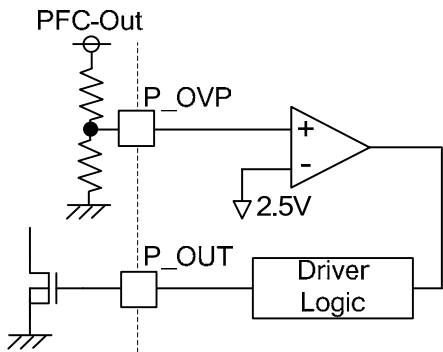 PFC-Out
P_OVP
+
-
2.5V
P_OUT
Driver
Logic